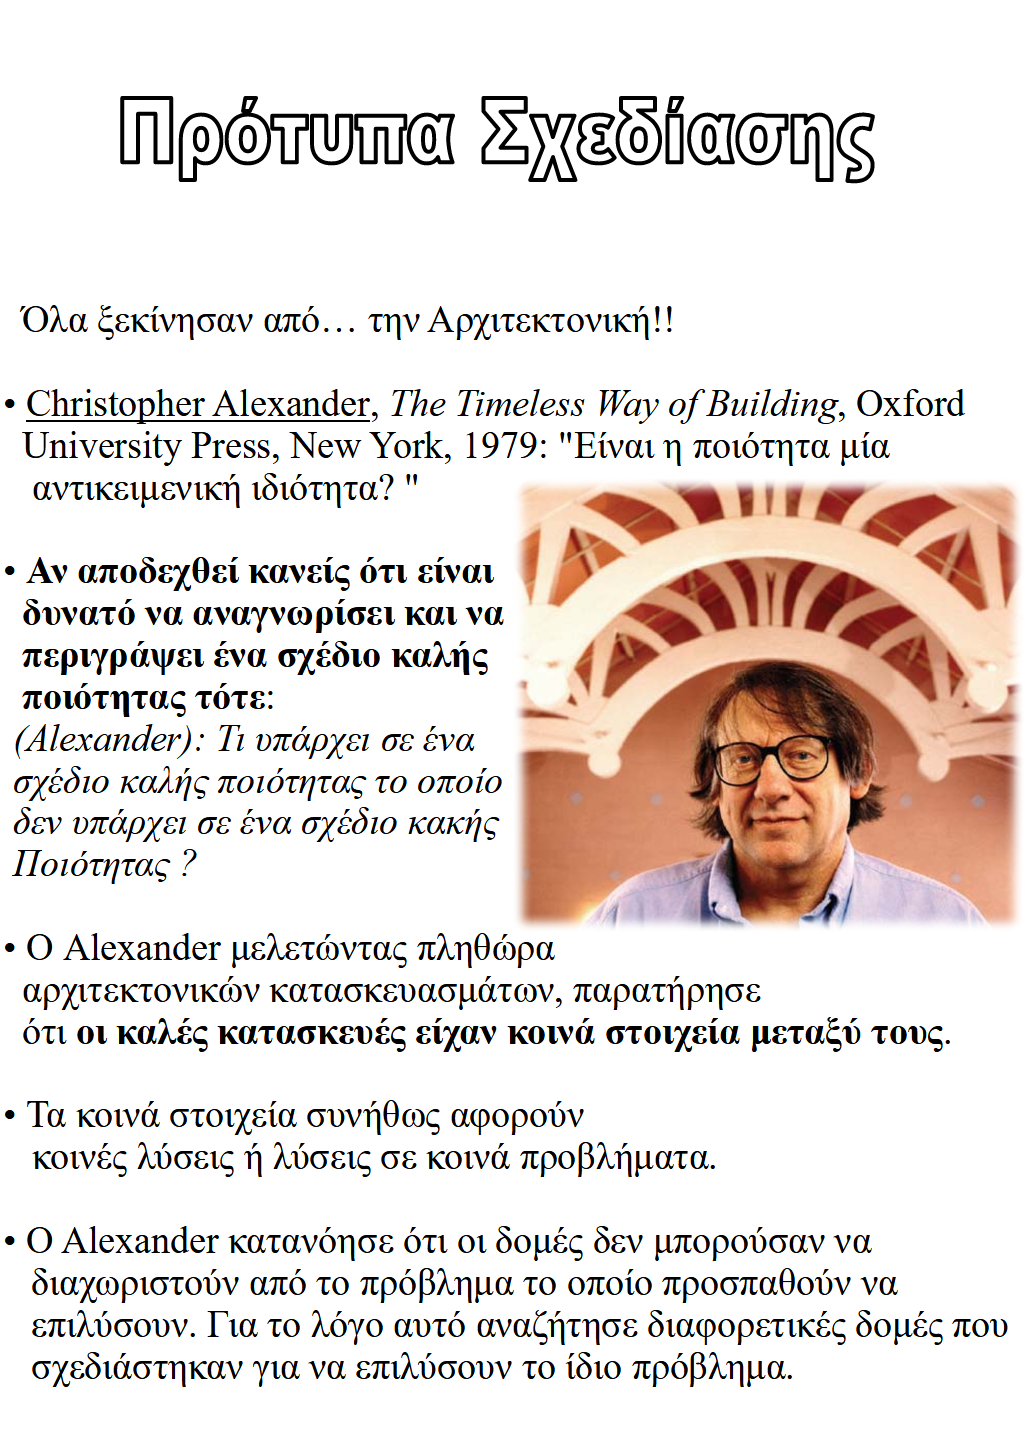 Πρότυπα Σχεδίασης
Όλα ξεκίνησαν από… την Αρχιτεκτονική!!
• Christopher Alexander, The Timeless Way of Building, Oxford
University Press, New York, 1979: "Είναι η ποιότητα μία
αντικειμενική ιδιότητα? "
• Αν αποδεχθεί κανείς ότι είναι
δυνατό να αναγνωρίσει και να
περιγράψει ένα σχέδιο καλής
ποιότητας τότε:
(Alexander): Τι υπάρχει σε ένα
σχέδιο καλής ποιότητας το οποίο
δεν υπάρχει σε ένα σχέδιο κακής
Ποιότητας ?
• Ο Alexander μελετώντας πληθώρα
αρχιτεκτονικών κατασκευασμάτων, παρατήρησε
ότι οι καλές κατασκευές είχαν κοινά στοιχεία μεταξύ τους.
• Τα κοινά στοιχεία συνήθως αφορούν
κοινές λύσεις ή λύσεις σε κοινά προβλήματα.
• Ο Alexander κατανόησε ότι οι δομές δεν μπορούσαν να
διαχωριστούν από το πρόβλημα το οποίο προσπαθούν να
επιλύσουν. Για το λόγο αυτό αναζήτησε διαφορετικές δομές που
σχεδιάστηκαν για να επιλύσουν το ίδιο πρόβλημα.